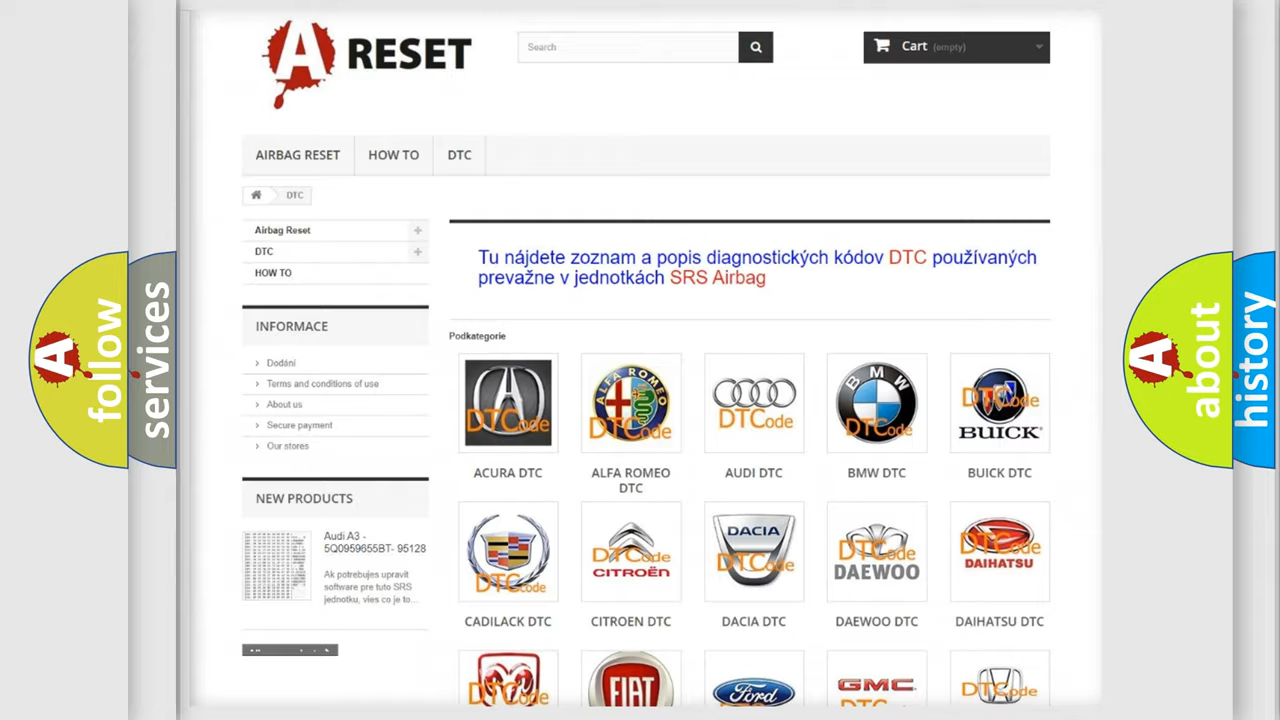 A RESET
Search
Cart (empty)
AIRBAG RESET
HOW TO
DTC
DTC
Airbag Reset
DTC
HOW TO
Tu nájdete zoznam a popis diagnostických kódov DTC používaných
prevažne v jednotkách SRS Airbag
INFORMACE
Dodání
Terms and conditions of use
About us
Secure payment
Our stores
NEW PRODUCTS
Audi A3 -
5Q0959655BT- 95128
Ak potrebujes upravit
software pre tuto SRS
jednotku, vies co je to...
Podkategorie
DTCode
ALFA ROMEO
DTCode
DTCode
BMW
DTCode
DTCode
BUICK
ACURA DTC
ALFA ROMEO
DTC
AUDI DTC
BMW DTC
BUICK DTC
DTCode
DTCode
CITROËN
DACIA
DTCode
DTCode
DAEWOO
DTCode
DAIHATSU
CADILACK DTC
CITROEN DTC
DACIA DTC
DAEWOO DTC
DAIHATSU DTC
DTCode
FIAT
Ford
GMC
DTCode
A follow
services
A about
history